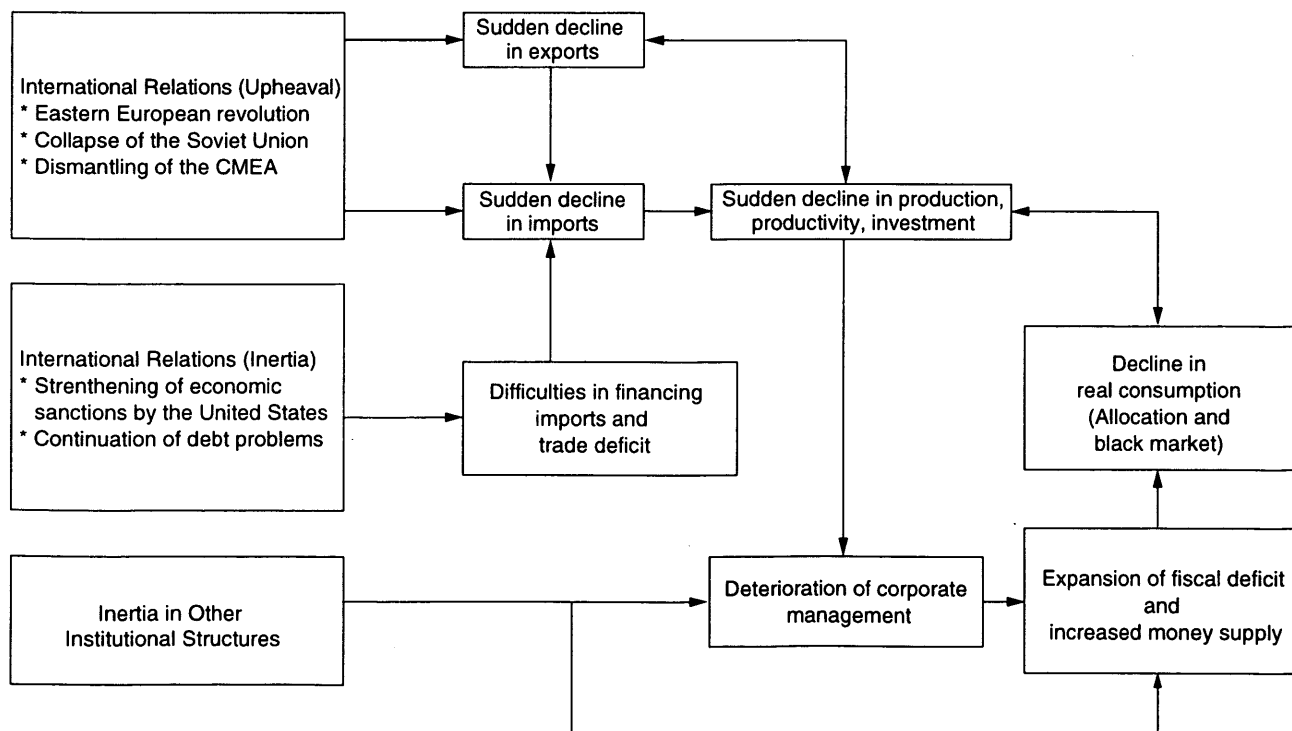 Sudden decline
in exports
International Relations (Upheaval)
* Eastern European revolution
* Collapse of the Soviet Union
* Dismantling of the CMEA
Sudden decline
in imports
Sudden decline in production,
productivity, investment
International Relations (Inertia)
* Strenthening of economic
sanctions by the United States
* Continuation of debt problems
Difficulties in financing
imports and
trade deficit
Decline in
real consumption
(Allocation and
black market)
Inertia in Other
Institutional Structures
Deterioration of corporate
management
Expansion of fiscal deficit
and
increased money supply